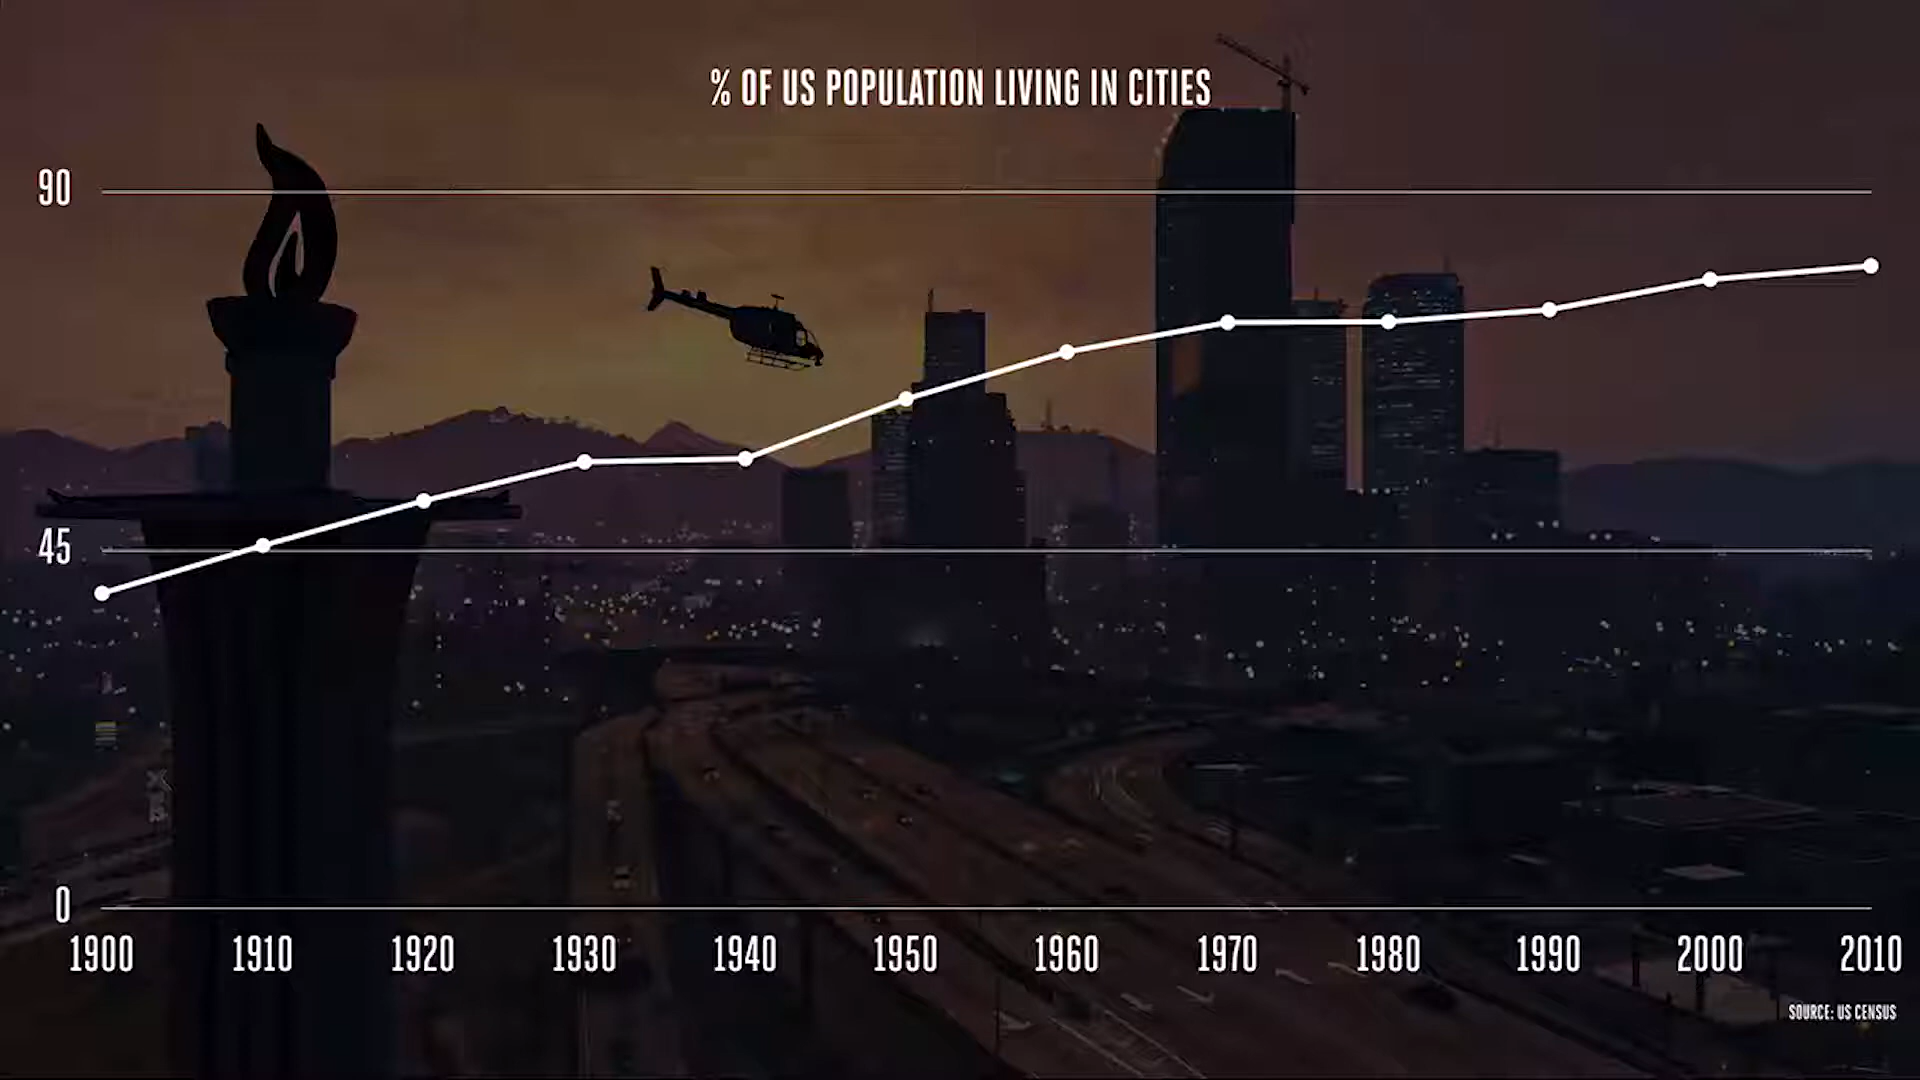 % OF US POPULATION LIVING IN CITIES
90
45
0
1900 1910 1920 1930 1940 1950 1960 1970 1980 1990 2000 2010
SOURCE: US CENSUS